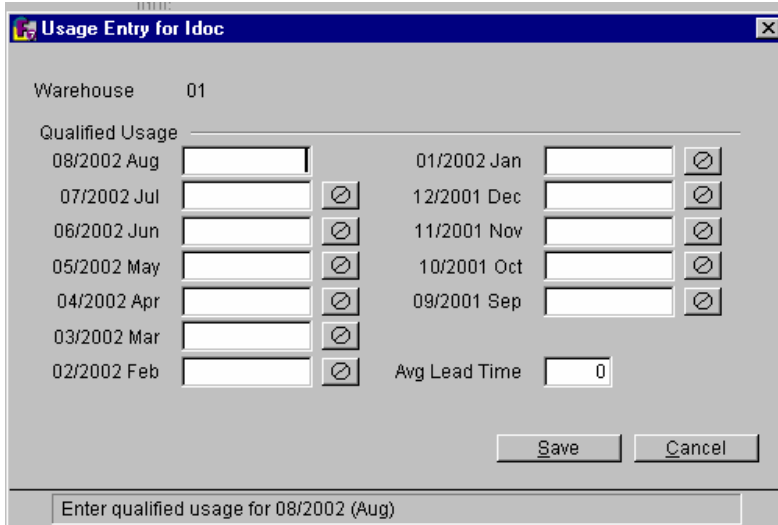 Usage Entry for Idoc
Warehouse 01
Qualified Usage
08/2002 Aug
07/2002 Jul
06/2002 Jun
05/2002 May
04/2002 Apr
03/2002 Mar
02/2002 Feb
01/2002 Jan
12/2001 Dec
11/2001 Nov
10/2001 Oct
09/2001 Sep
Avg Lead Time 0
Save Cancel
Enter qualified usage for 08/2002 (Aug)